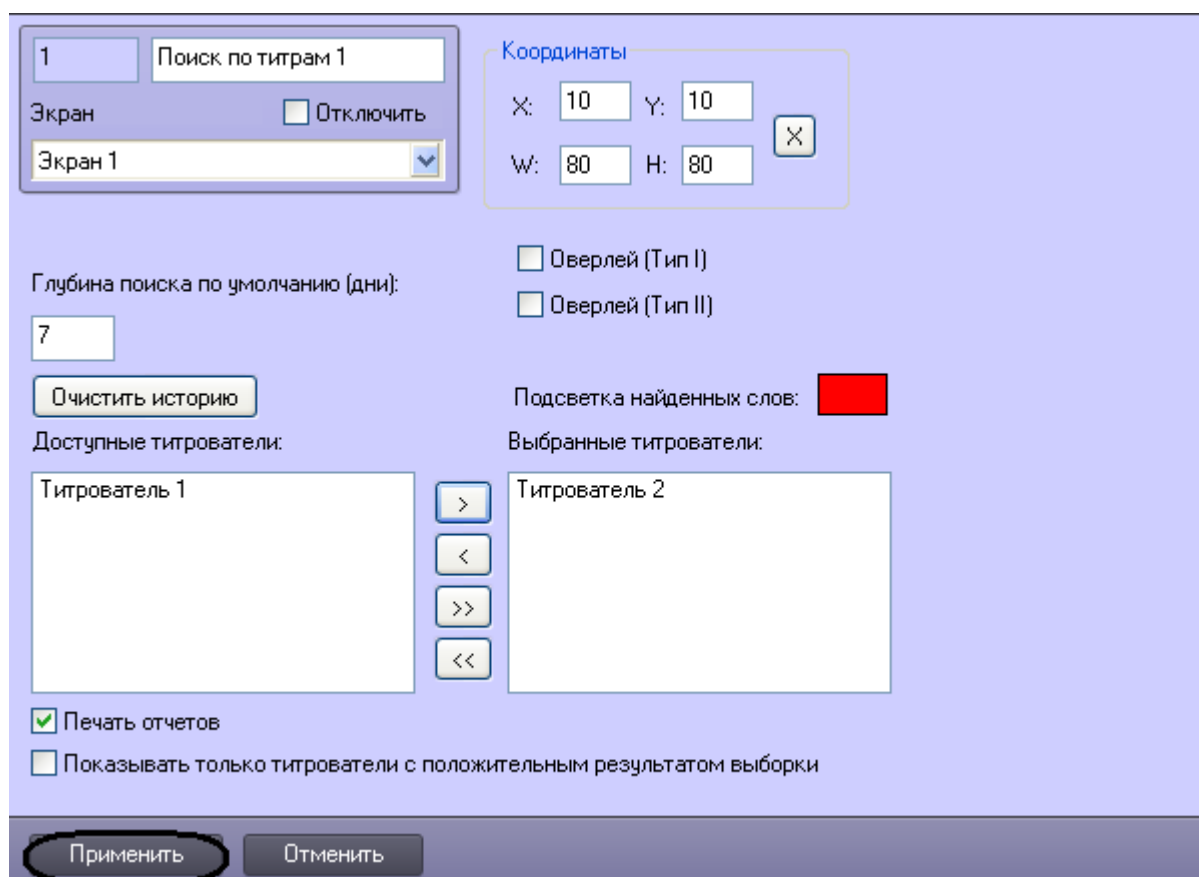 1 Поиск по титрам 1
Экран Отключить
Экран 1
Координаты
X: 10 Y: 10
X
W: 80 H: 80
Оверлей (Тип I)
Оверлей (Тип II)
Глубина поиска по умолчанию (дни):
7
Очистить историю
Подсветка найденных слов:
Доступные титрователи:
Титрователь 1
>
<
>>
<<
Выбранные титрователи:
Титрователь 2
Печать отчетов
Показывать только титрователи с положительным результатом выборки
Применить Отменить